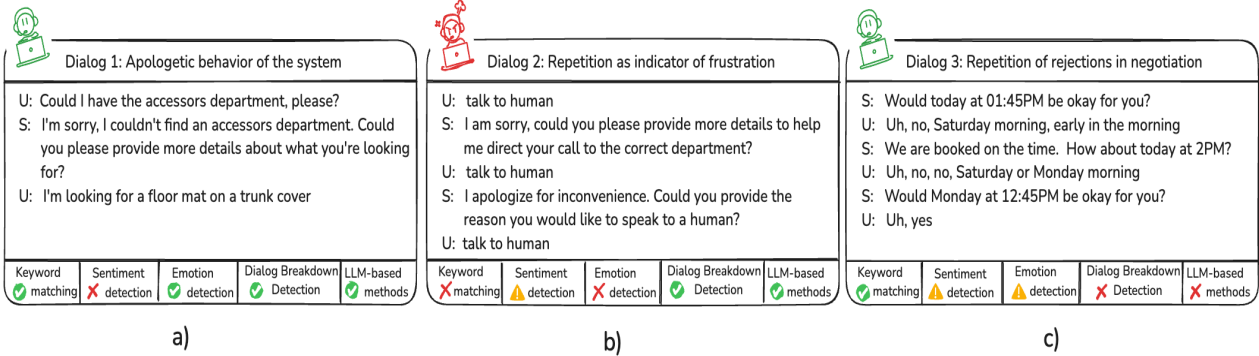 Dialog 1: Apologetic behavior of the system
U: Could I have the accessors department, please?
S: I'm sorry, I couldn't find an accessors department. Could
you please provide more details about what you're looking
for?
U: I'm looking for a floor mat on a trunk cover
Keyword
matching
Sentiment
detection
Emotion
detection
Dialog Breakdown
Detection
LLM-based
methods
a)
Dialog 2: Repetition as indicator of frustration
U: talk to human
S: I am sorry, could you please provide more details to help
me direct your call to the correct department?
U: talk to human
S: I apologize for inconvenience. Could you provide the
reason you would like to speak to a human?
U: talk to human
Keyword
matching
Sentiment
detection
Emotion
detection
Dialog Breakdown
Detection
LLM-based
methods
b)
Dialog 3: Repetition of rejections in negotiation
S: Would today at 01:45PM be okay for you?
U: Uh, no, Saturday morning, early in the morning
S: We are booked on the time. How about today at 2PM?
U: Uh, no, no, Saturday or Monday morning
S: Would Monday at 12:45PM be okay for you?
U: Uh, yes
Keyword
matching
Sentiment
detection
Emotion
detection
Dialog Breakdown
Detection
LLM-based
methods
c)